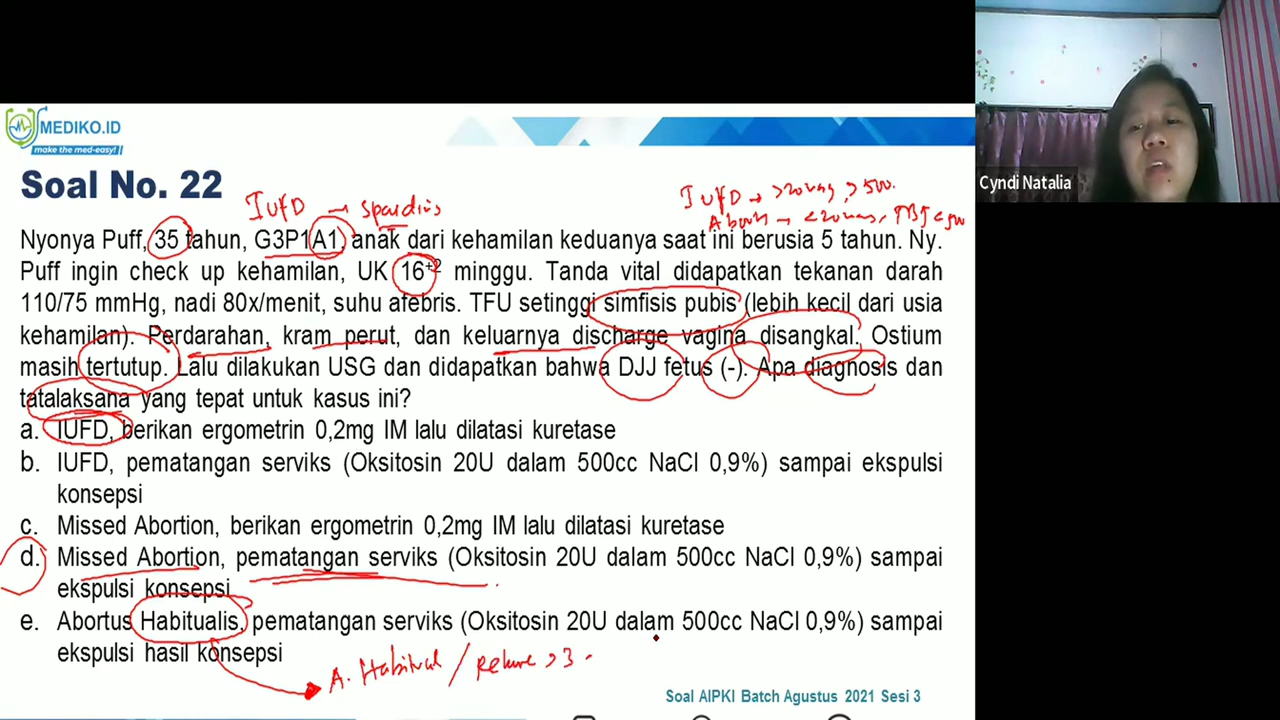 MEDIKO.ID
make the med-easy!
Soal No. 22
IUFD
IUFD → >20 mg, >500.
Nyonya Puff, 35 tahun, G3P1A1, anak dari kehamilan keduanya saat ini berusia 5 tahun. Ny.
Puff ingin check up kehamilan, UK 16+2 minggu. Tanda vital didapatkan tekanan darah
110/75 mmHg, nadi 80x/menit, suhu afebris. TFU setinggi simfisis pubis (lebih kecil dari usia
kehamilan). Perdarahan, kram perut, dan keluarnya discharge vagina disangkal. Ostium
masih tertutup. Lalu dilakukan USG dan didapatkan bahwa DJJ fetus (-). Apa diagnosis dan
tatalaksana yang tepat untuk kasus ini?
a. IUFD, berikan ergometrin 0,2mg IM lalu dilatasi kuretase
b. IUFD, pematangan serviks (Oksitosin 20U dalam 500cc NaCl 0,9%) sampai ekspulsi
konsepsi
c. Missed Abortion, berikan ergometrin 0,2mg IM lalu dilatasi kuretase
d. Missed Abortion, pematangan serviks (Oksitosin 20U dalam 500cc NaCl 0,9%) sampai
ekspulsi konsepsi
e. Abortus Habitualis, pematangan serviks (Oksitosin 20U dalam 500cc NaCl 0,9%) sampai
ekspulsi hasil konsepsi
A. Habitual /
Soal AIPKI Batch Agustus 2021 Sesi 3
Cyndi Natalia